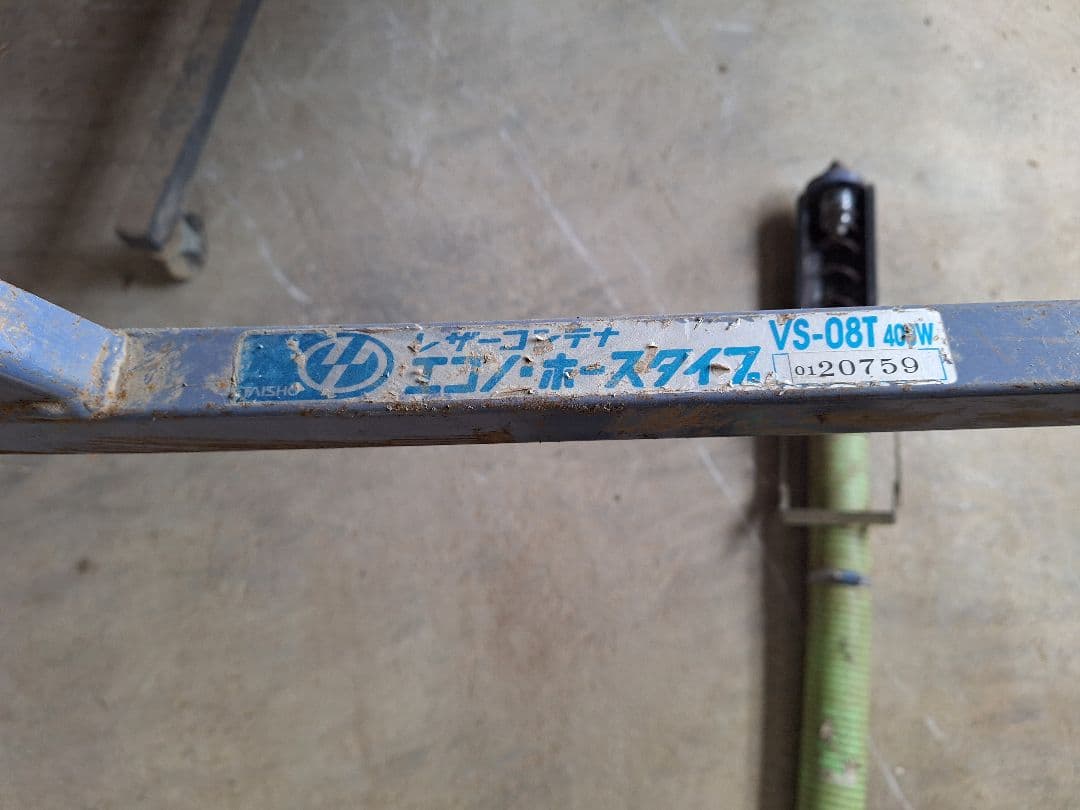 TAISHO
レザーコンテナ
エコノ・ホースタイプ
VS-08T 400W
0120759